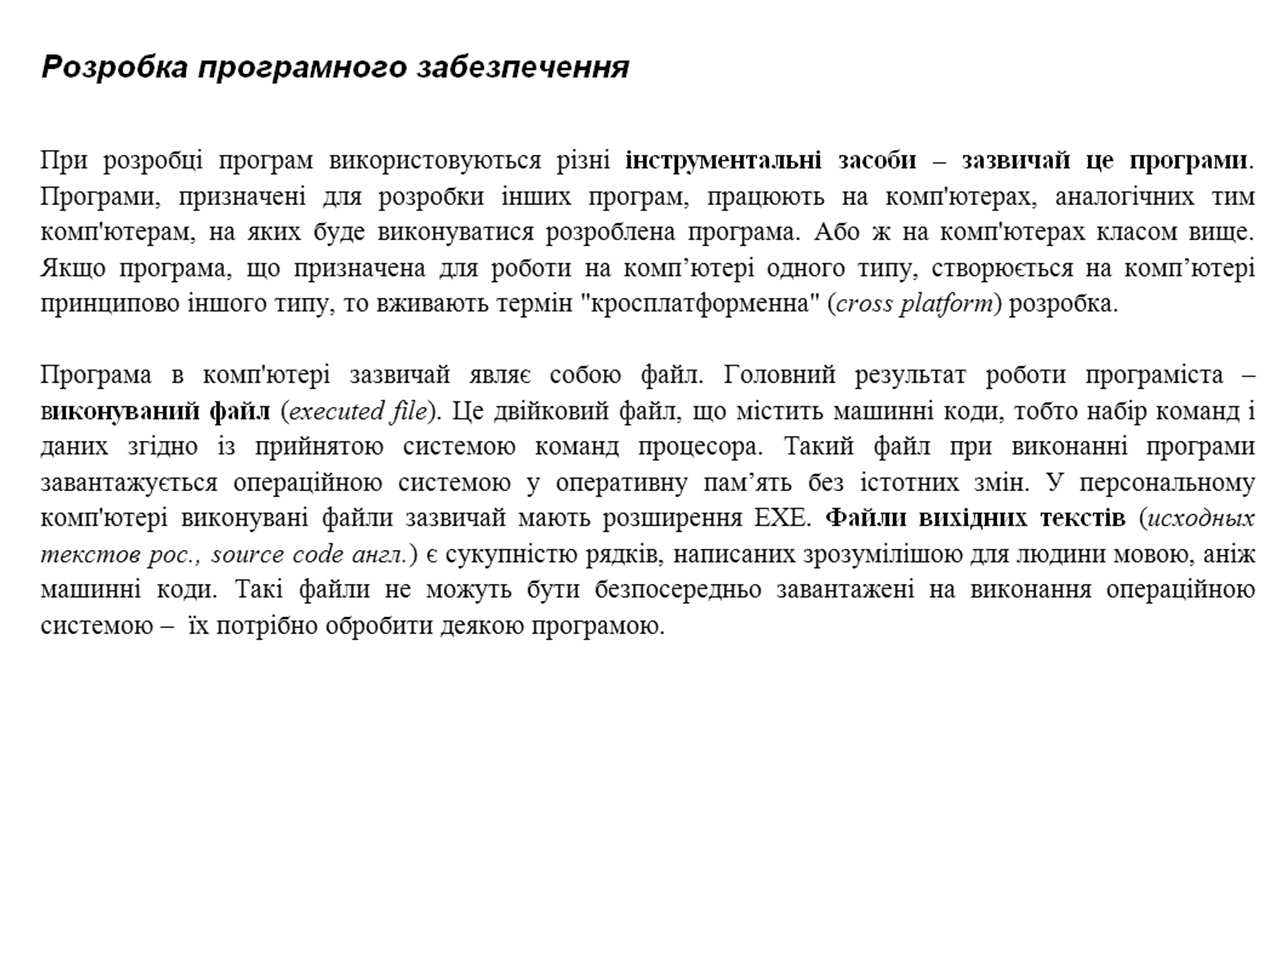 Розробка програмного забезпечення
При розробці програм використовуються різні інструментальні засоби – зазвичай це програми.
Програми, призначені для розробки інших програм, працюють на комп'ютерах, аналогічних тим
комп'ютерам, на яких буде виконуватися розроблена програма. Або ж на комп'ютерах класом вище.
Якщо програма, що призначена для роботи на комп’ютері одного типу, створюється на комп’ютері
принципово іншого типу, то вживають термін "кросплатформенна" (cross platform) розробка.
Програма в комп'ютері зазвичай являє собою файл. Головний результат роботи програміста –
виконуваний файл (executed file). Це двійковий файл, що містить машинні коди, тобто набір команд і
даних згідно із прийнятою системою команд процесора. Такий файл при виконанні програми
завантажується операційною системою у оперативну пам’ять без істотних змін. У персональному
комп'ютері виконувані файли зазвичай мають розширення EXE. Файли вихідних текстів (исходных
текстов рос., source code англ.) є сукупністю рядків, написаних зрозумілішою для людини мовою, аніж
машинні коди. Такі файли не можуть бути безпосередньо завантажені на виконання операційною
системою – їх потрібно обробити деякою програмою.